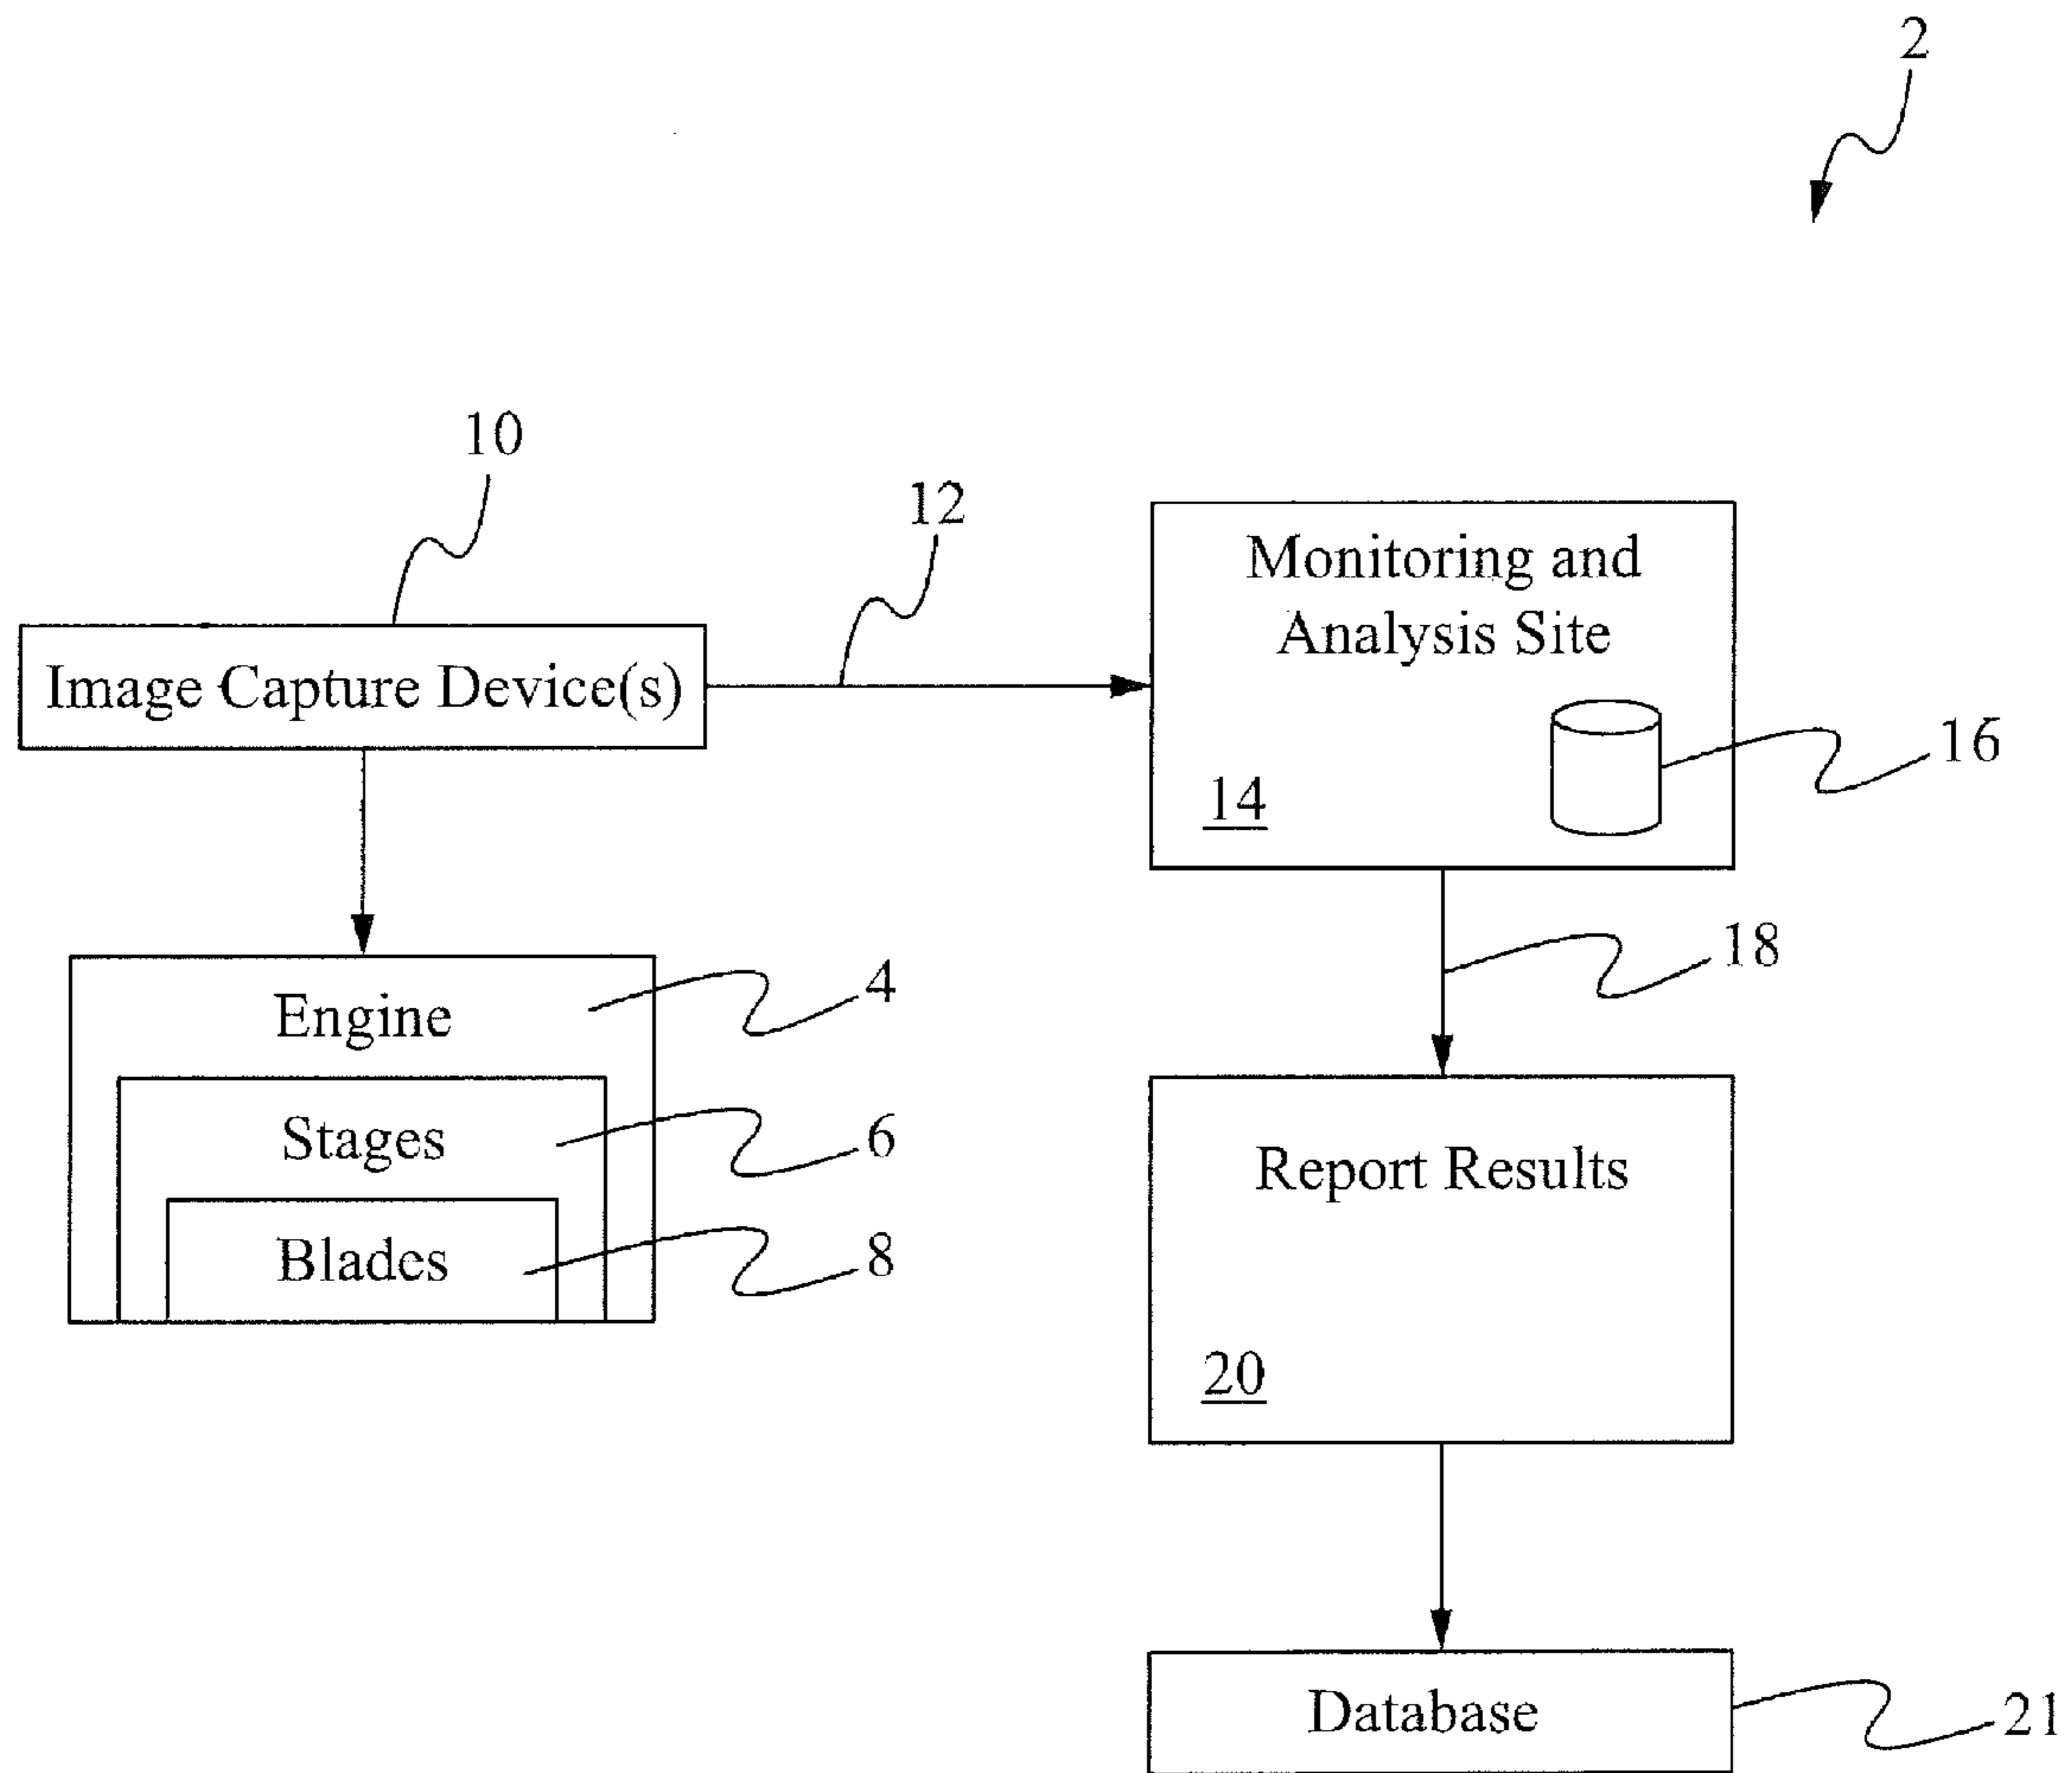 2
10
12
Monitoring and
Analysis Site
Image Capture Device(s)
16
14
18
4
Engine
Stages
6
Report Results
Blades
8
20
Database
21